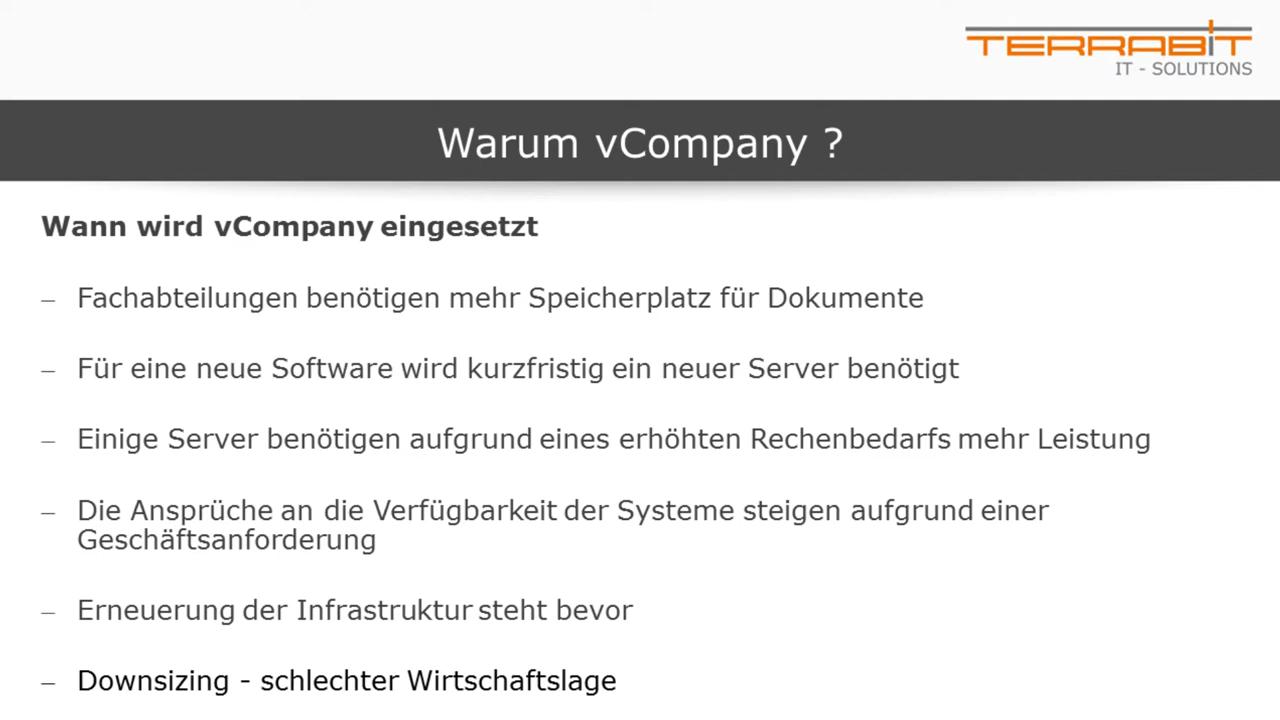 TERRABIT
IT - SOLUTIONS
Warum vCompany ?
Wann wird vCompany eingesetzt
– Fachabteilungen benötigen mehr Speicherplatz für Dokumente
– Für eine neue Software wird kurzfristig ein neuer Server benötigt
– Einige Server benötigen aufgrund eines erhöhten Rechenbedarfs mehr Leistung
– Die Ansprüche an die Verfügbarkeit der Systeme steigen aufgrund einer
Geschäftsanforderung
– Erneuerung der Infrastruktur steht bevor
– Downsizing - schlechter Wirtschaftslage